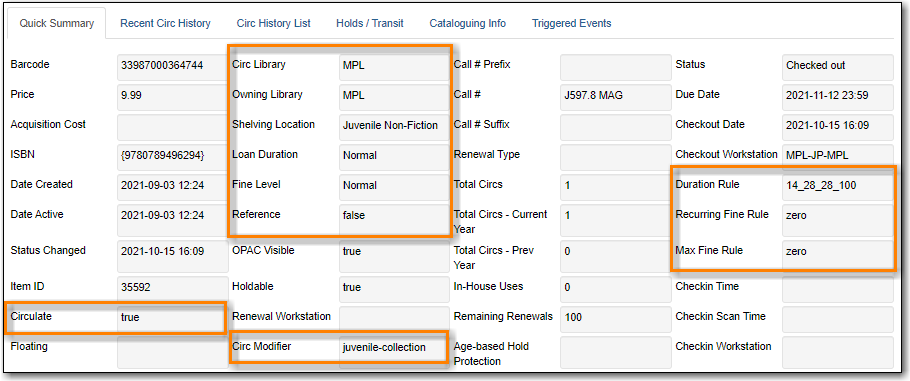 Quick Summary Recent Circ History Circ History List Holds / Transit Cataloguing Info Triggered Events
Barcode 33987000364744 Circ Library MPL Call # Prefix Status Checked out
Price 9.99 Owning Library MPL Call # J597.8 MAG Due Date 2021-11-12 23:59
Acquisition Cost Shelving Location Juvenile Non-Fiction Call # Suffix Checkout Date 2021-10-15 16:09
ISBN {9780789496294} Loan Duration Normal Renewal Type Checkout Workstation MPL-JP-MPL
Date Created 2021-09-03 12:24 Fine Level Normal Total Circs 1 Duration Rule 14_28_28_100
Date Active 2021-09-03 12:24 Reference false Total Circs - Current Year 1 Recurring Fine Rule zero
Status Changed 2021-10-15 16:09 OPAC Visible true Total Circs - Prev Year 0 Max Fine Rule zero
Item ID 35592 Holdable true In-House Uses 0 Checkin Time
Circulate true Renewal Workstation Remaining Renewals 100 Checkin Scan Time
Floating Circ Modifier juvenile-collection Age-based Hold Protection Checkin Workstation